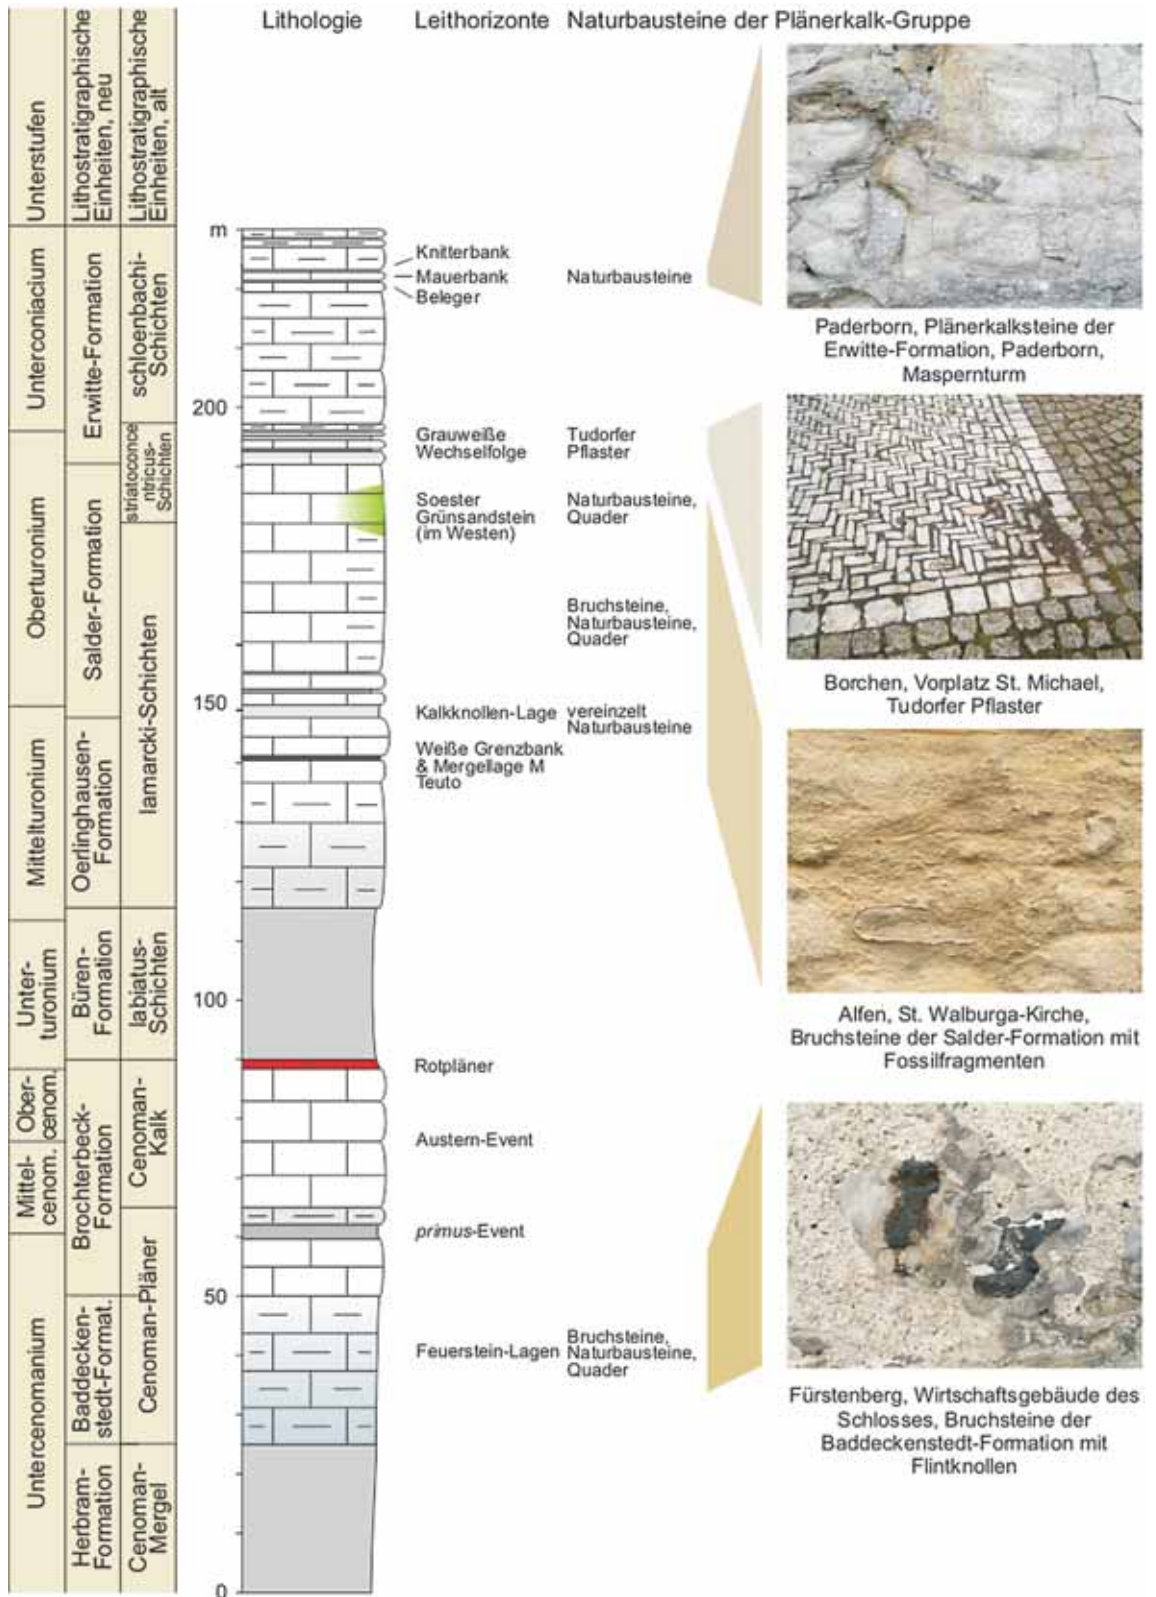 Lithologie
Leithorizonte
Naturbausteine der Plänerkalk-Gruppe
Unterstufen
Lithostratigraphische
Einheiten, neu
Lithostratigraphische
Einheiten, alt
Unterconiacium
Oberturonium
Mittelturonium
Unter-
turonium
Ober-
cenom.
Mittel-
cenom.
Untercenomanium
Erwitte-Formation
Salder-Formation
Oerlinghausen-
Formation
Büren-
Formation
Brochterbeck-
Formation
Baddecken-
stedt-Format.
Herbram-
Formation
schloenbachi-
Schichten
striatoconce
ntricus-
Schichten
lamarcki-Schichten
labiatus-
Schichten
Cenoman-
Kalk
Cenoman-Pläner
Cenoman-
Mergel
m
200
150
100
50
0
Knitterbank
Mauerbank
Beleger
Grauweiße
Wechselfolge
Soester
Grünsandstein
(im Westen)
Kalkknollen-Lage
Weiße Grenzbank
& Mergellage M
Teuto
Rotpläner
Austern-Event
primus-Event
Feuerstein-Lagen
Naturbausteine
Tudorfer
Pflaster
Naturbausteine,
Quader
Bruchsteine,
Naturbausteine,
Quader
vereinzelt
Naturbausteine
Bruchsteine,
Naturbausteine,
Quader
Paderborn, Plänerkalksteine der
Erwitte-Formation, Paderborn,
Maspernturm
Borchen, Vorplatz St. Michael,
Tudorfer Pflaster
Alfen, St. Walburga-Kirche,
Bruchsteine der Salder-Formation mit
Fossilfragmenten
Fürstenberg, Wirtschaftsgebäude des
Schlosses, Bruchsteine der
Baddeckenstedt-Formation mit
Flintknollen